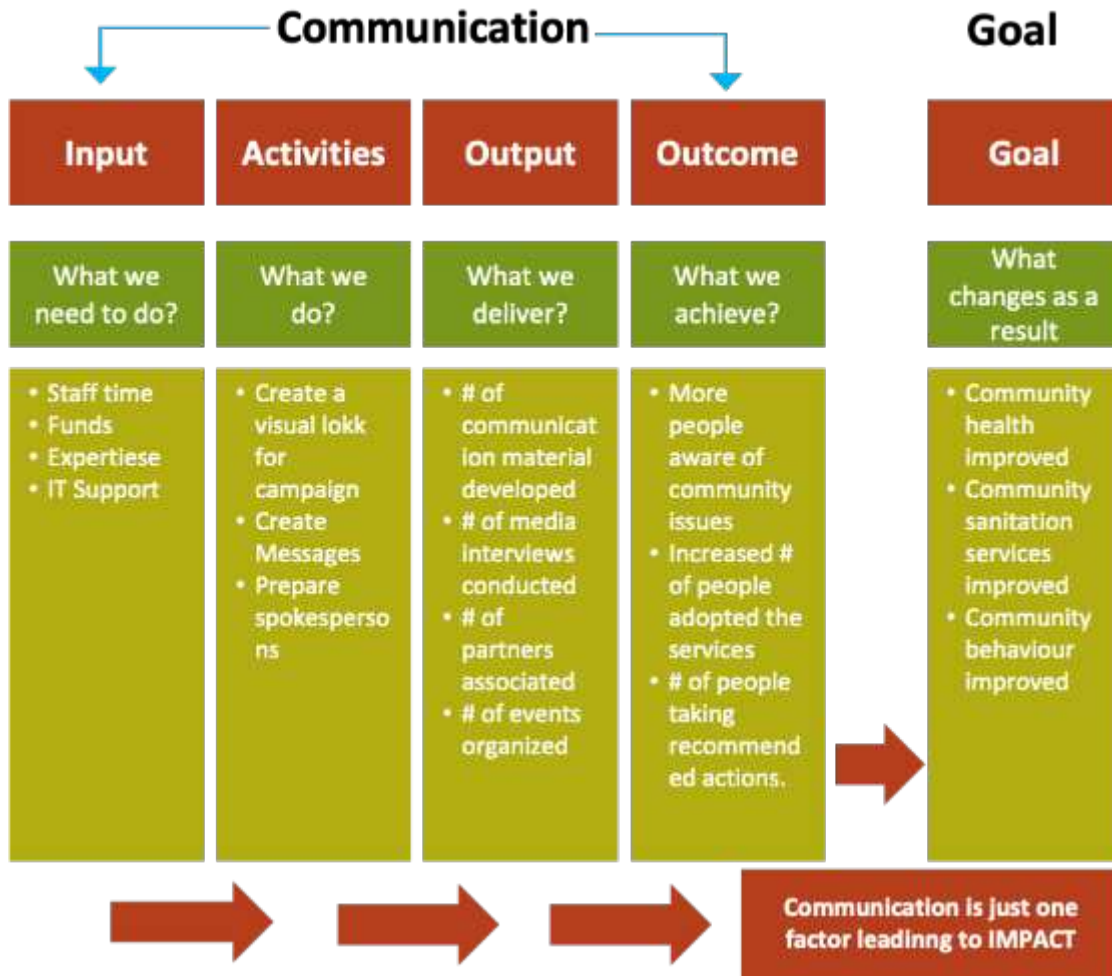 Communication
Goal
Input
Activities
Output
Outcome
Goal
What we
need to do?
What we
do?
What we
deliver?
What we
achieve?
What
changes as a
result
• Staff time
• Funds
• Expertiese
• IT Support
• Create a
visual lokk
for
campaign
• Create
Messages
• Prepare
spokesperso
ns
• # of
communicat
ion material
developed
• # of media
interviews
conducted
• # of
partners
associated
• # of events
organized
• More
people
aware of
community
issues
• Increased #
of people
adopted the
services
• # of people
taking
recommend
ed actions.
• Community
health
improved
• Community
sanitation
services
improved
• Community
behaviour
improved
Communication is just one
factor leadinng to IMPACT